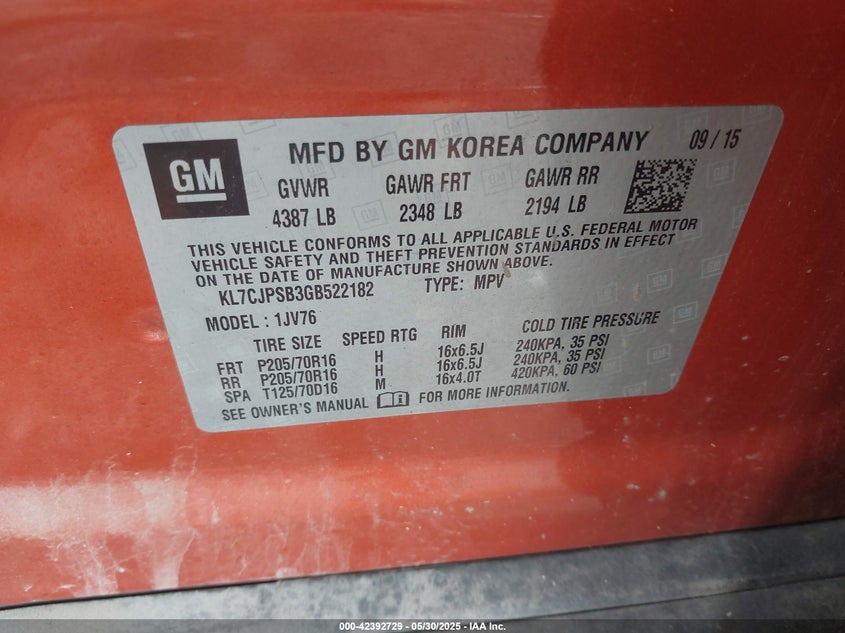 GM
MFD BY GM KOREA COMPANY 09 / 15
GVWR GAWR FRT GAWR RR
4387 LB 2348 LB 2194 LB
THIS VEHICLE CONFORMS TO ALL APPLICABLE U.S. FEDERAL MOTOR
VEHICLE SAFETY AND THEFT PREVENTION STANDARDS IN EFFECT
ON THE DATE OF MANUFACTURE SHOWN ABOVE.
KL7CJPSB3GB522182 TYPE: MPV
MODEL : 1JV76
TIRE SIZE SPEED RTG RIM COLD TIRE PRESSURE
FRT P205/70R16 H 16x6.5J 240KPA, 35 PSI
RR P205/70R16 H 16x6.5J 240KPA, 35 PSI
SPA T125/70D16 M 16x4.0T 420KPA, 60 PSI
SEE OWNER'S MANUAL FOR MORE INFORMATION.
000-42392729 - 05/30/2025 - IAA Inc.